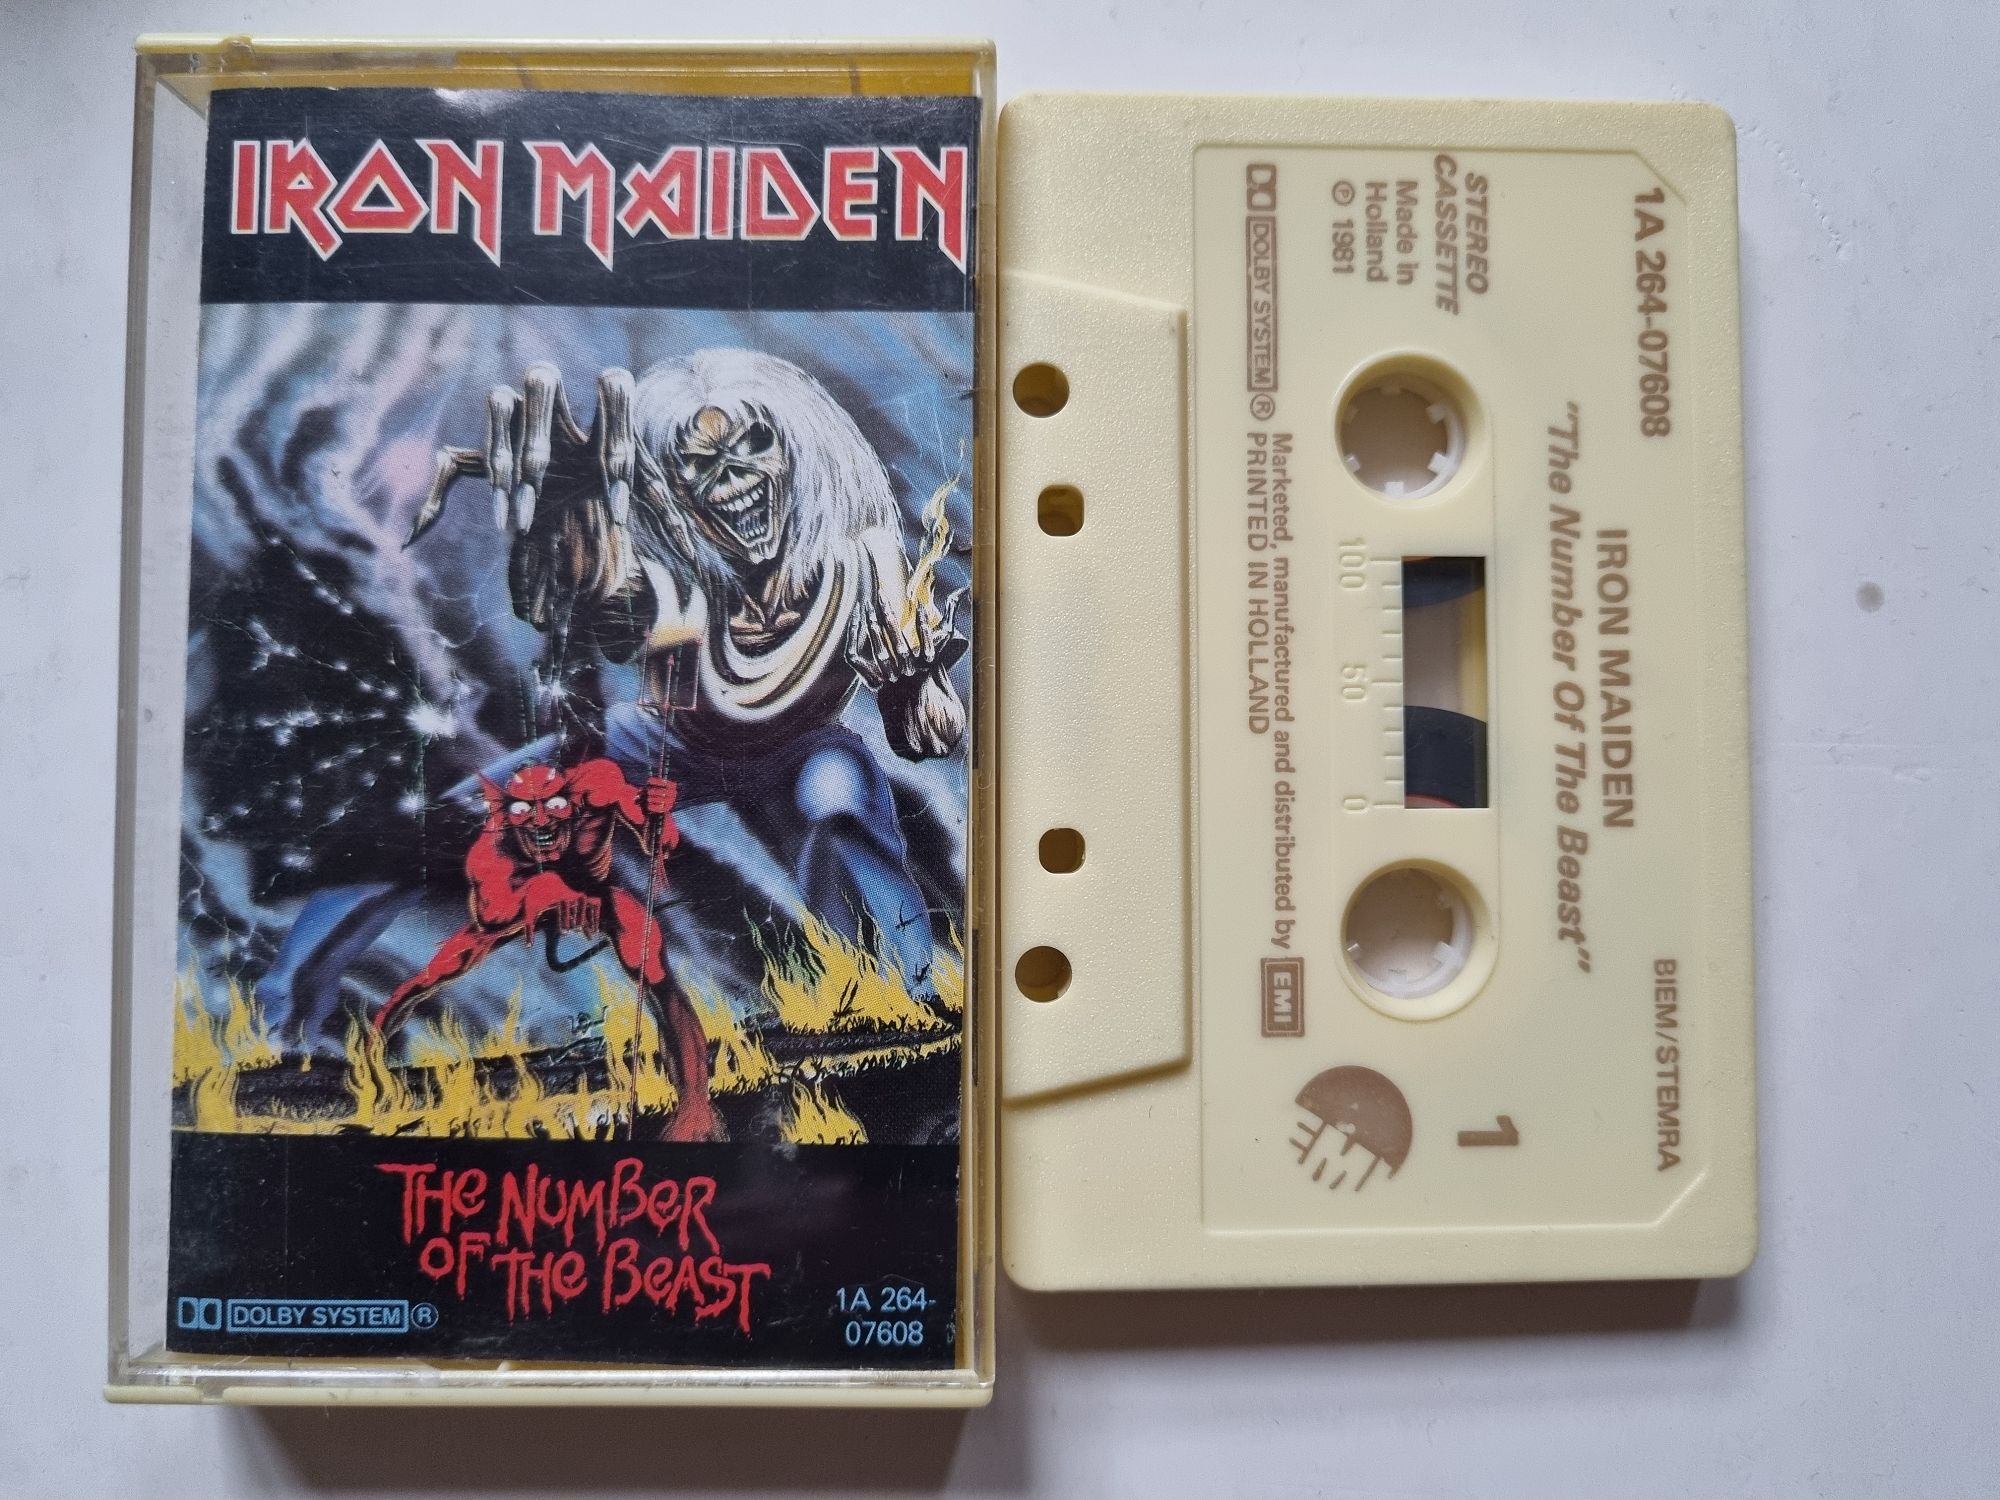 IRON MAIDEN
THE NUMBER
OF THE BEAST
DOLBY SYSTEM ®
1A 264-
07608
1A 264-07608
BIEM/STEMRA
IRON MAIDEN
"The Number Of The Beast"
STEREO
CASSETTE
Made in
Holland
℗ 1981
1
100 50 0
Marketed, manufactured and distributed by EMI
DOLBY SYSTEM ® PRINTED IN HOLLAND